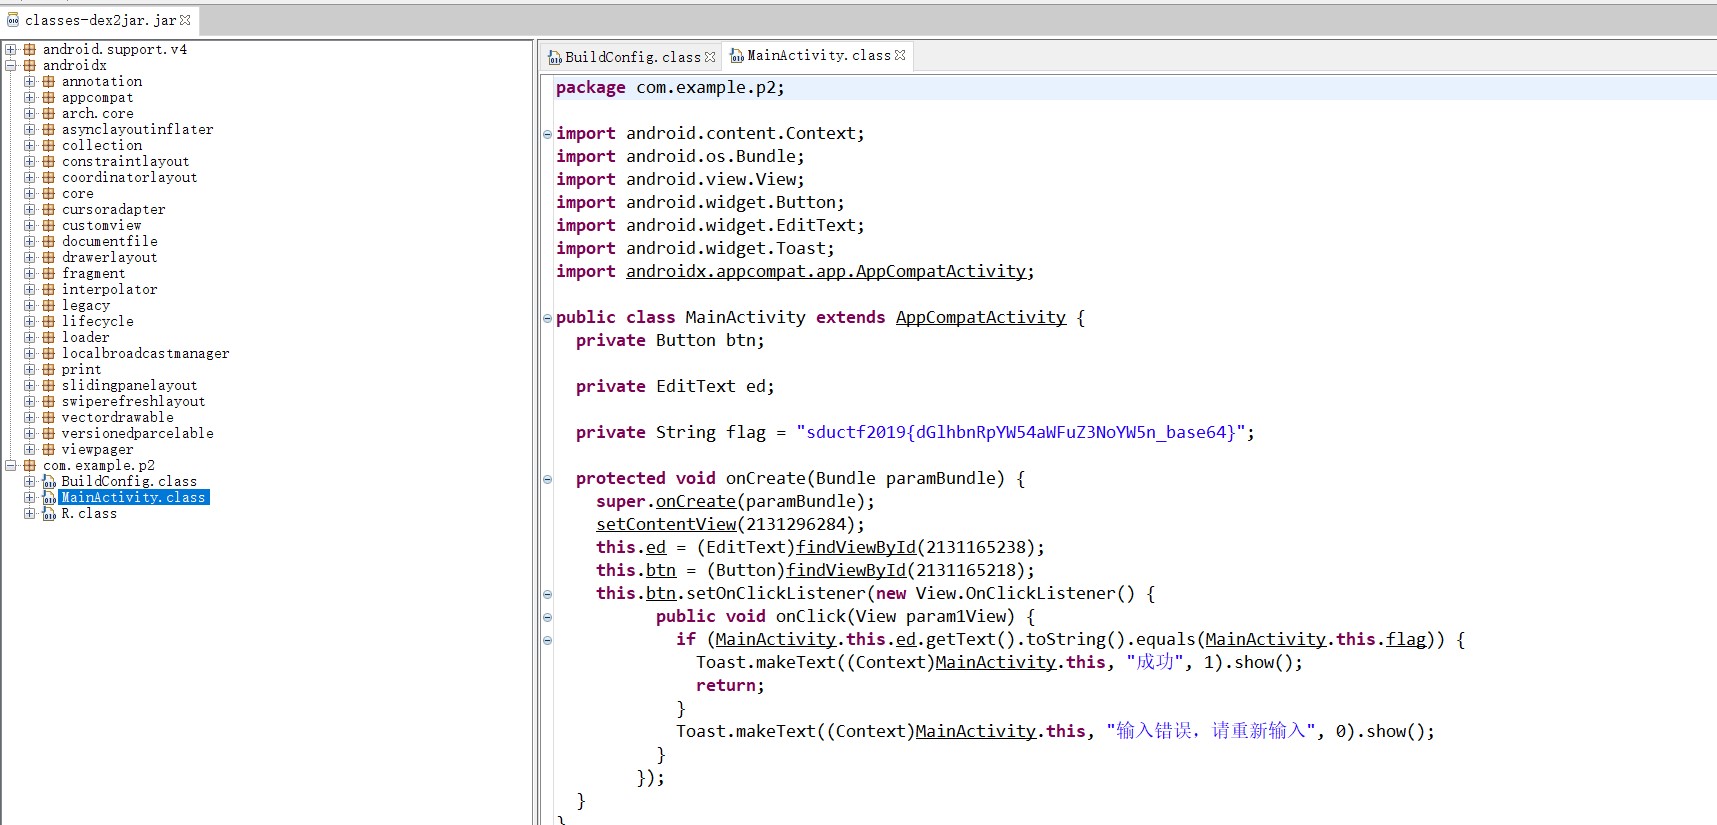 classes-dex2jar.jar
android.support.v4
androidx
annotation
appcompat
arch.core
asynclayoutinflater
collection
constraintlayout
coordinatorlayout
core
cursoradapter
customview
documentfile
drawerlayout
fragment
interpolator
legacy
lifecycle
loader
localbroadcastmanager
print
slidingpanelayout
swiperefreshlayout
vectordrawable
versionedparcelable
viewpager
com.example.p2
BuildConfig.class
MainActivity.class
R.class
BuildConfig.class MainActivity.class
package com.example.p2;
import android.content.Context;
import android.os.Bundle;
import android.view.View;
import android.widget.Button;
import android.widget.EditText;
import android.widget.Toast;
import androidx.appcompat.app.AppCompatActivity;
public class MainActivity extends AppCompatActivity {
private Button btn;
private EditText ed;
private String flag = "sductf2019{dGlhbnRpYW54aWFuZ3NoYW5n_base64}";
protected void onCreate(Bundle paramBundle) {
super.onCreate(paramBundle);
setContentView(2131296284);
this.ed = (EditText)findViewById(2131165238);
this.btn = (Button)findViewById(2131165218);
this.btn.setOnClickListener(new View.OnClickListener() {
public void onClick(View param1View) {
if (MainActivity.this.ed.getText().toString().equals(MainActivity.this.flag)) {
Toast.makeText((Context)MainActivity.this, "成功", 1).show();
return;
}
Toast.makeText((Context)MainActivity.this, "输入错误，请重新输入", 0).show();
}
});
}
}